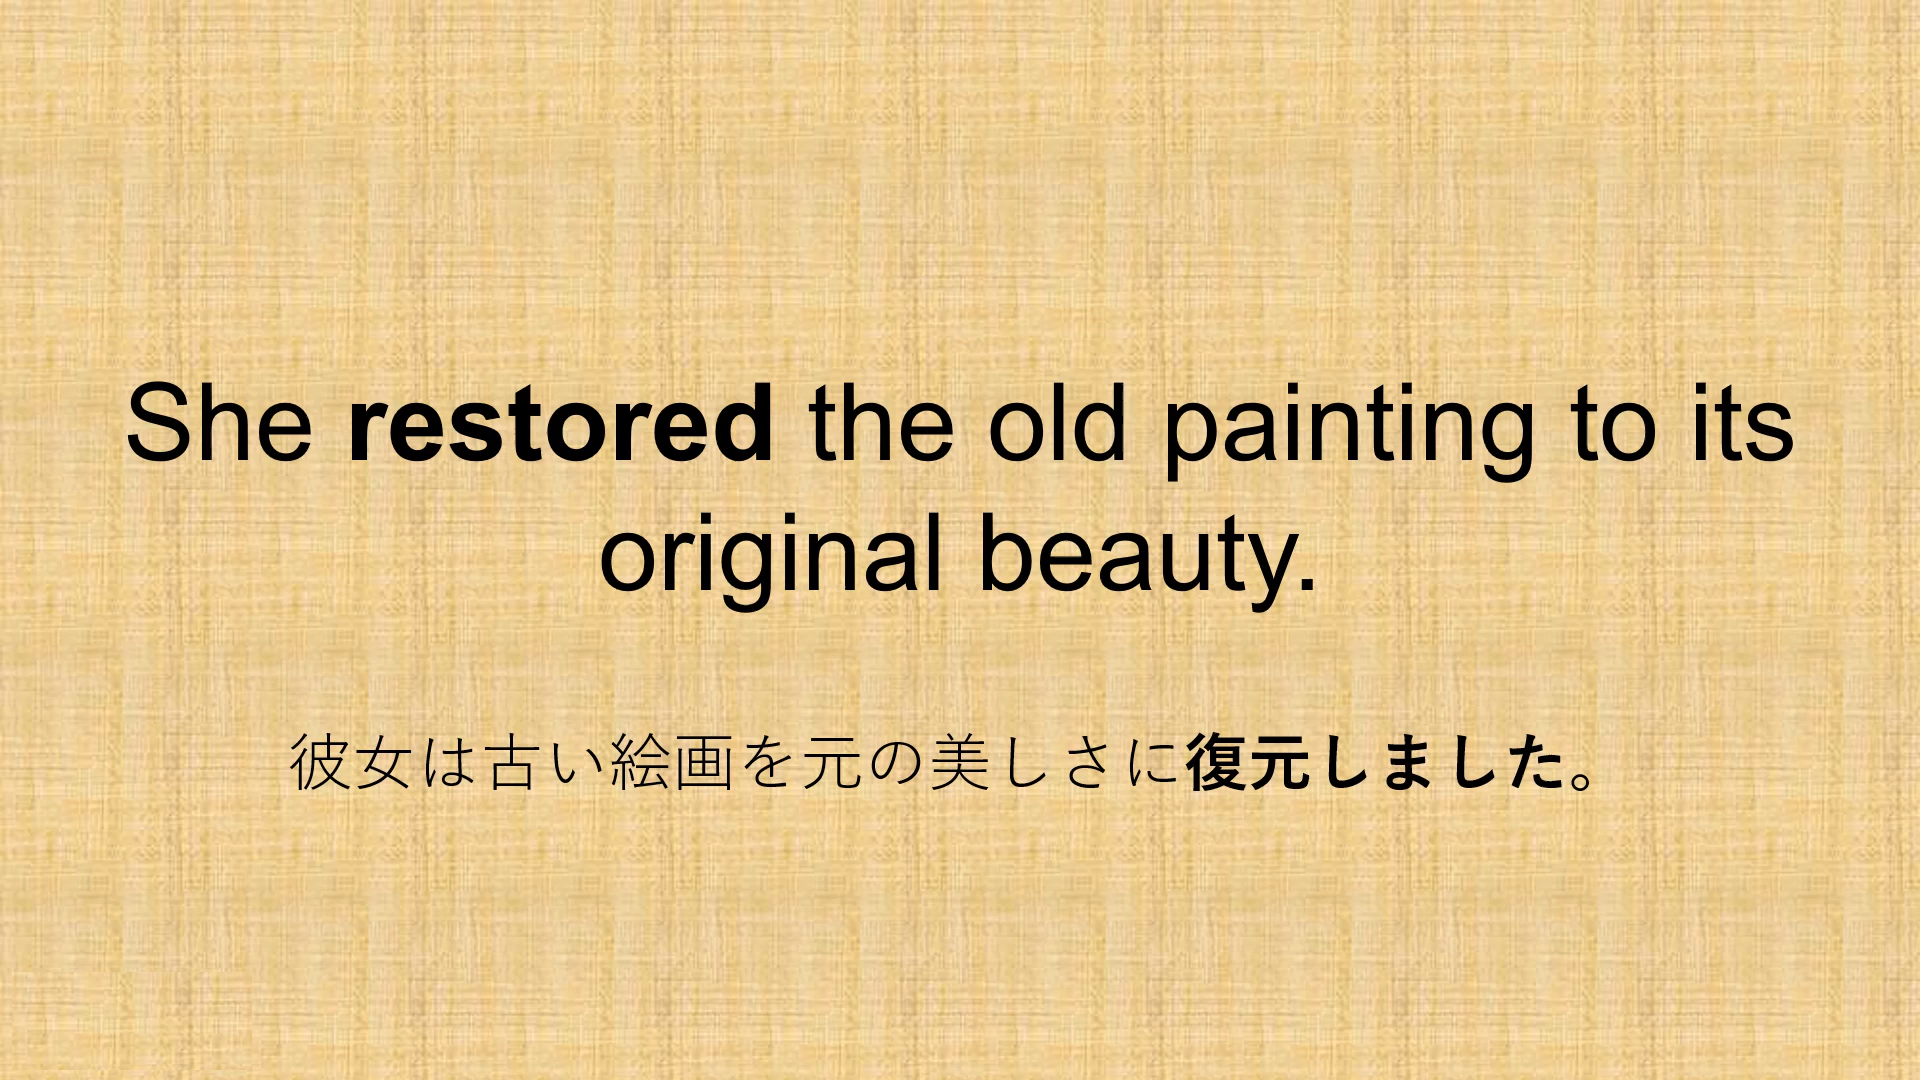 She restored the old painting to its
original beauty.
彼女は古い絵画を元の美しさに復元しました。